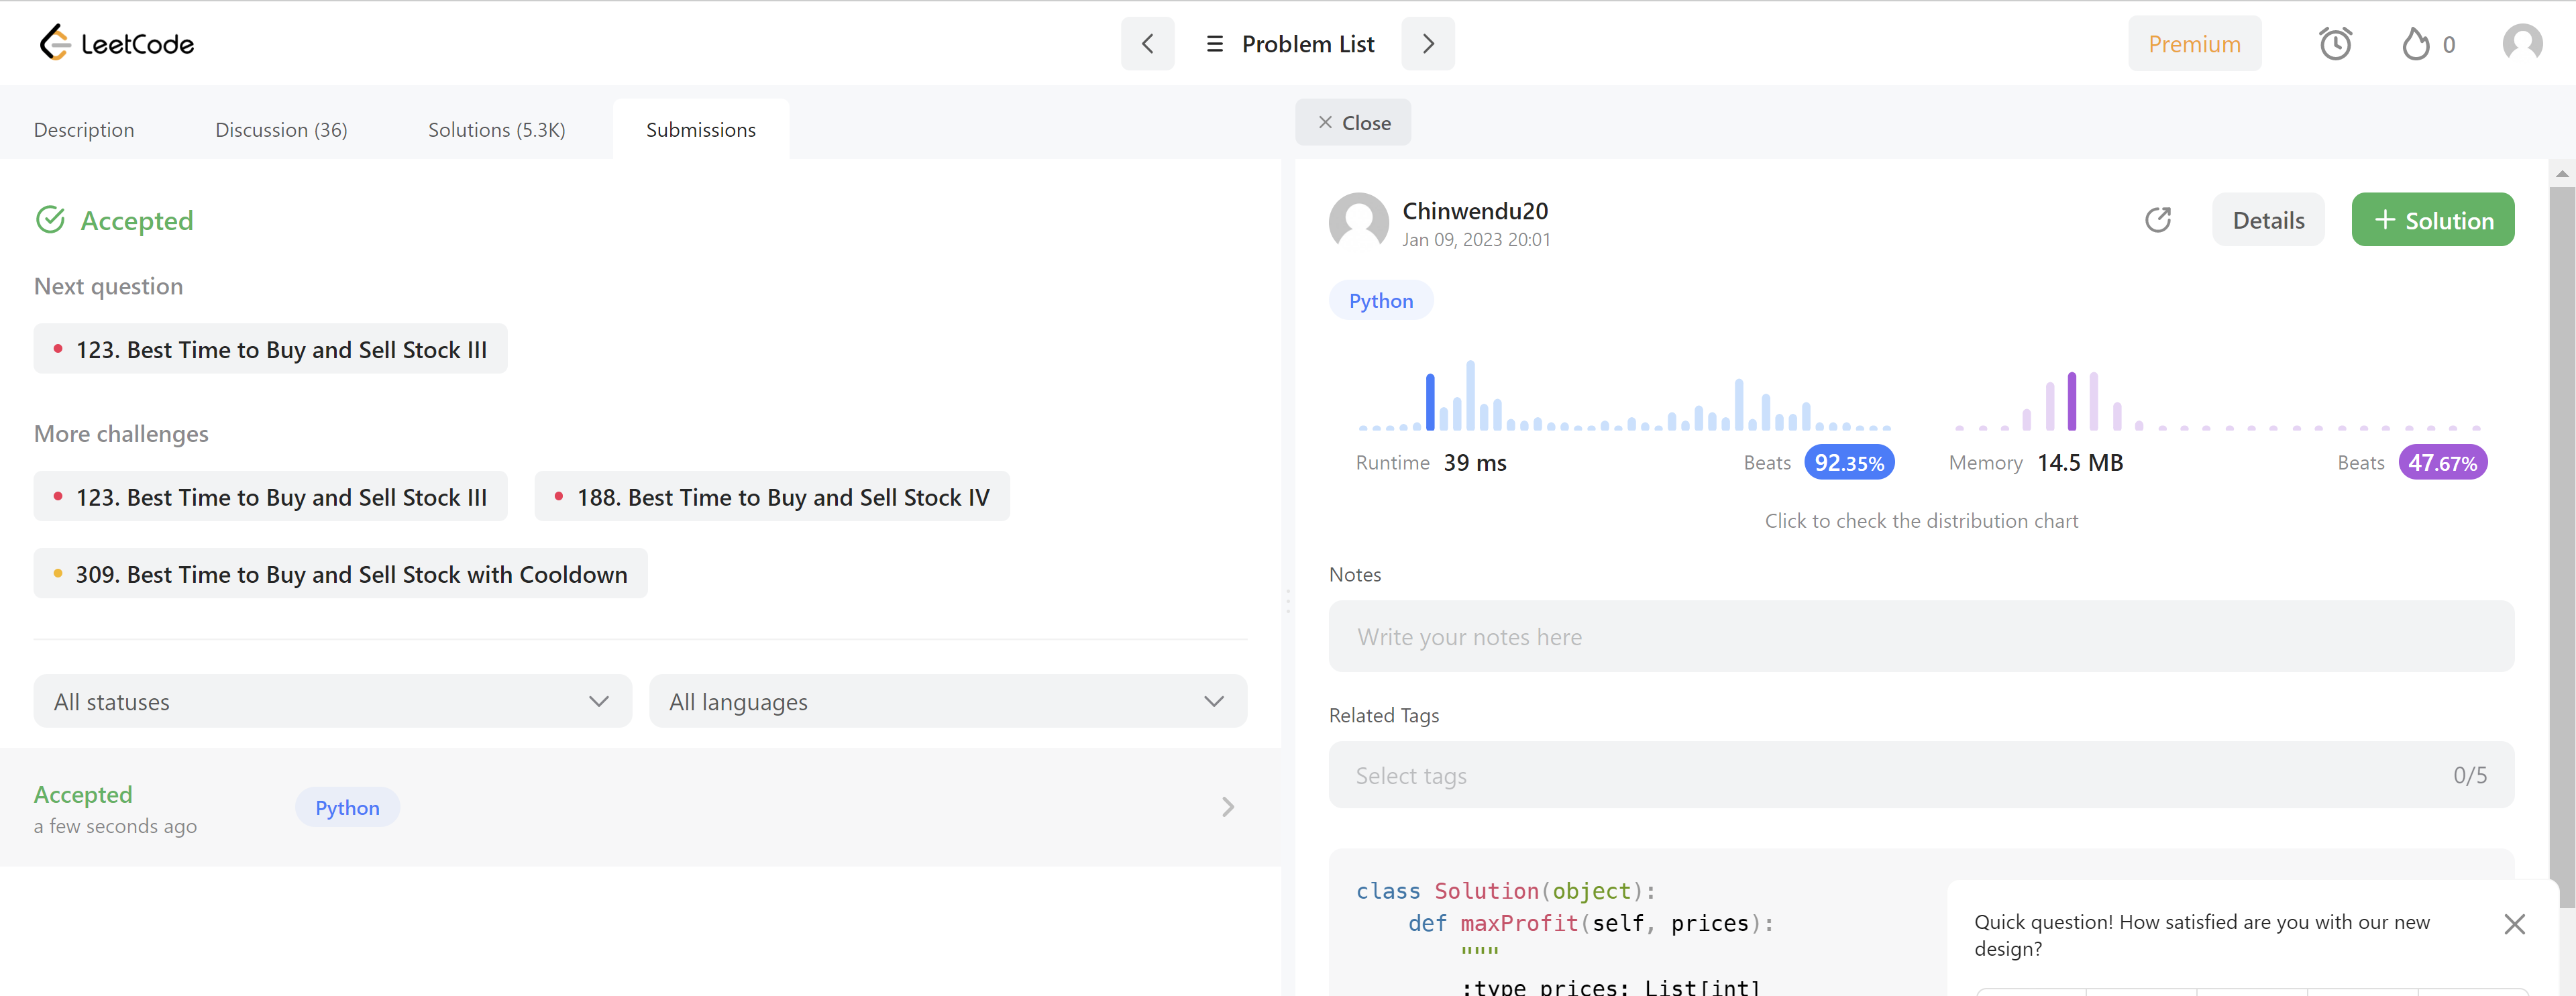 LeetCode
Problem List
Premium
0
Description
Discussion (36)
Solutions (5.3K)
Submissions
Close
Accepted
Next question
123. Best Time to Buy and Sell Stock III
More challenges
123. Best Time to Buy and Sell Stock III
188. Best Time to Buy and Sell Stock IV
309. Best Time to Buy and Sell Stock with Cooldown
All statuses
All languages
Accepted
a few seconds ago
Python
Chinwendu20
Jan 09, 2023 20:01
Details
+ Solution
Python
Runtime 39 ms
Beats 92.35%
Memory 14.5 MB
Beats 47.67%
Click to check the distribution chart
Notes
Write your notes here
Related Tags
Select tags
0/5
class Solution(object):
def maxProfit(self, prices):
"""
:type prices: List[int]
Quick question! How satisfied are you with our new
design?